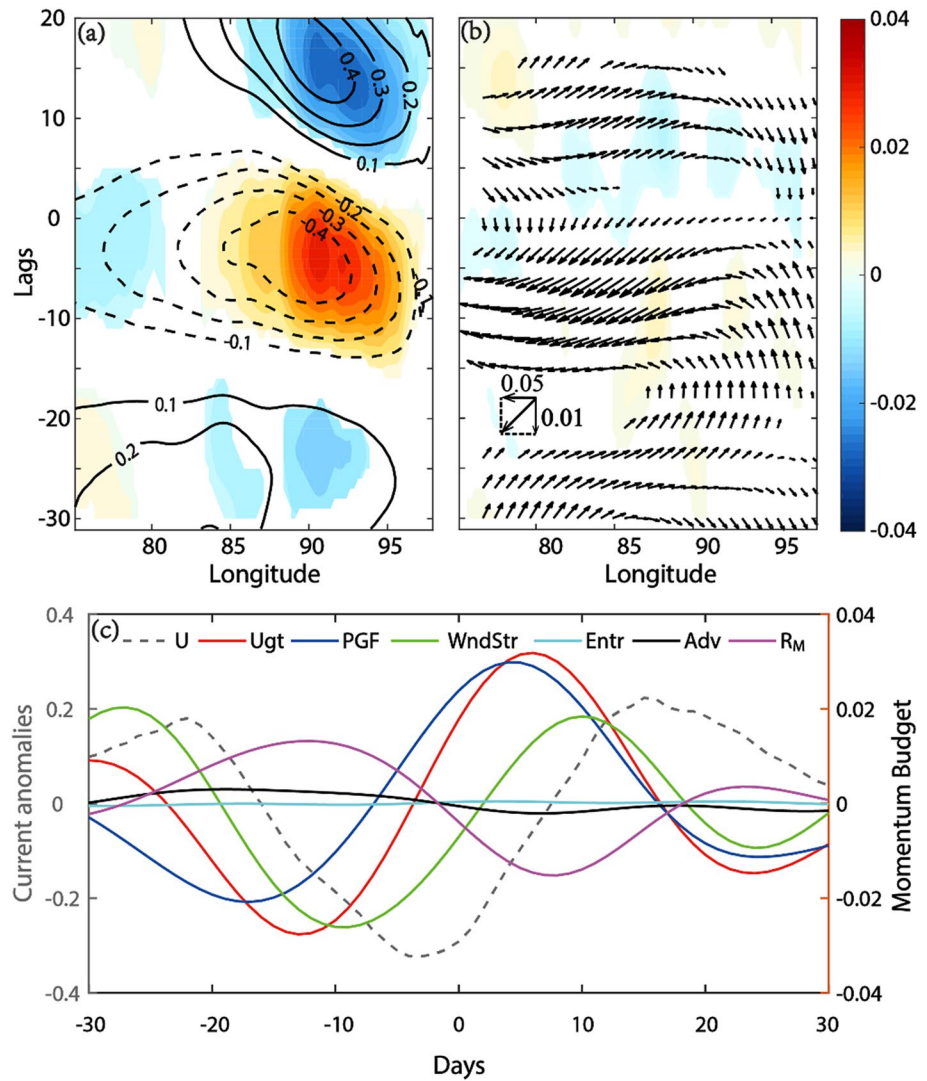 (a)
0.4
0.3
0.2
0.1
-0.2
-0.3
-0.4
-0.1
-0.2
-0.1
0.1
0.2
20
10
0
-10
-20
-30
Lags
80 85 90 95
Longitude
(b)
0.05
0.01
80 85 90 95
Longitude
0.04
0.02
0
-0.02
-0.04
(c)
U Ugt PGF WndStr Entr Adv RM
0.4
0.2
0
-0.2
-0.4
Current anomalies
0.04
0.02
0
-0.02
-0.04
Momentum Budget
-30 -20 -10 0 10 20 30
Days